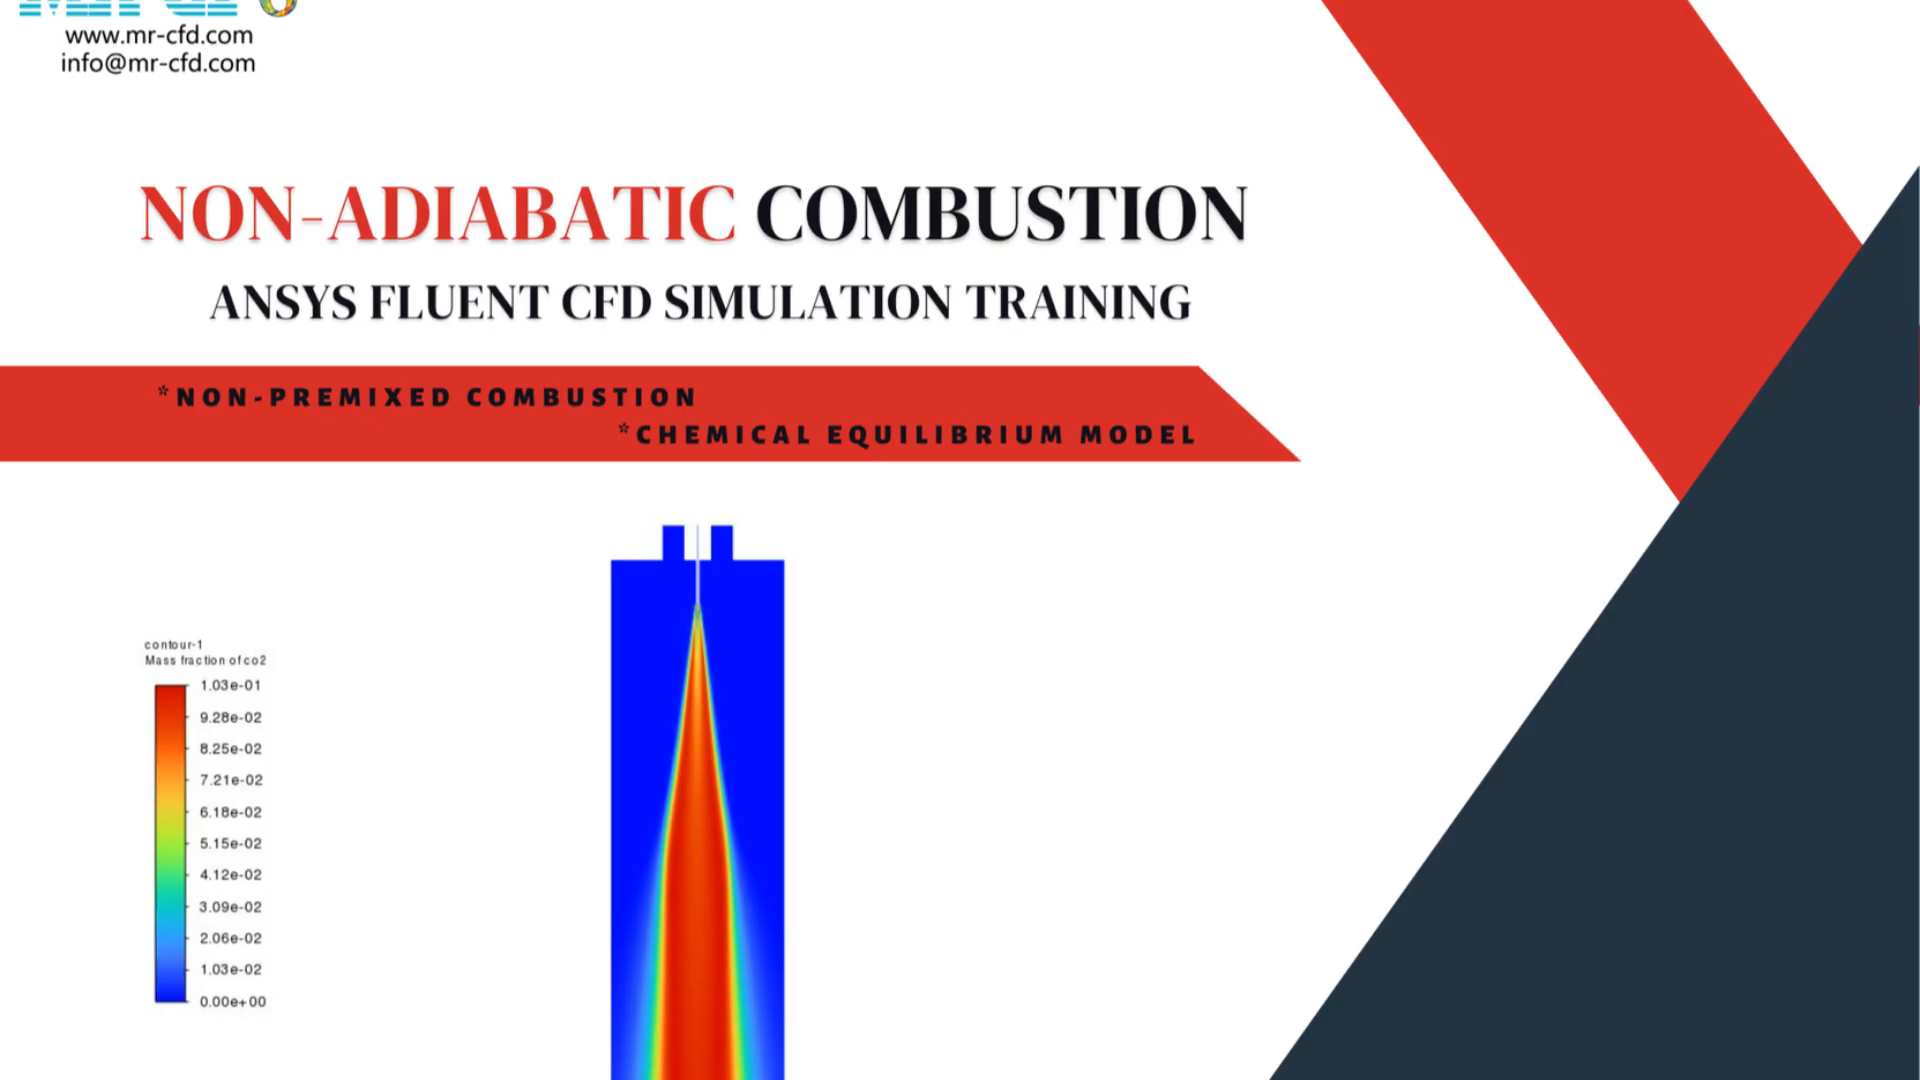 www.mr-cfd.com
info@mr-cfd.com
NON-ADIABATIC COMBUSTION
ANSYS FLUENT CFD SIMULATION TRAINING
*NON-PREMIXED COMBUSTION
*CHEMICAL EQUILIBRIUM MODEL
contour-1
Mass fraction of co2
1.03e-01
9.28e-02
8.25e-02
7.21e-02
6.18e-02
5.15e-02
4.12e-02
3.09e-02
2.06e-02
1.03e-02
0.00e+00